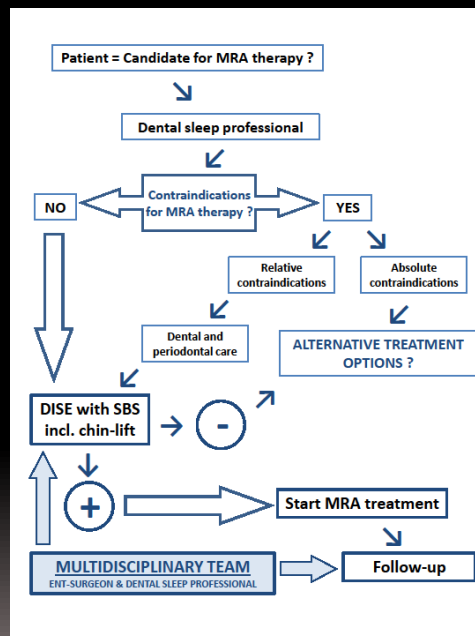 Patient = Candidate for MRA therapy ?
Dental sleep professional
Contraindications
for MRA therapy ?
NO
YES
Relative
contraindications
Absolute
contraindications
Dental and
periodontal care
ALTERNATIVE TREATMENT
OPTIONS ?
DISE with SBS
incl. chin-lift
-
+
Start MRA treatment
MULTIDISCIPLINARY TEAM
ENT-SURGEON & DENTAL SLEEP PROFESSIONAL
Follow-up